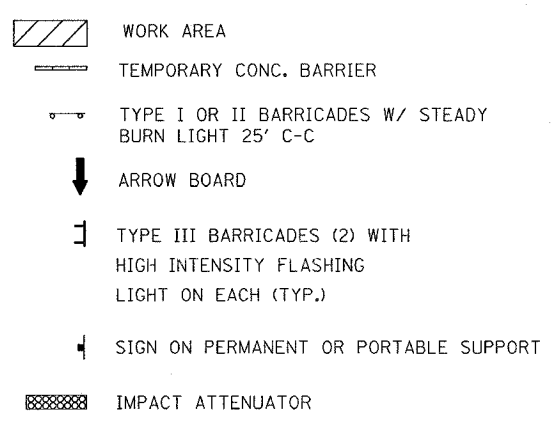 WORK AREA
TEMPORARY CONC. BARRIER
TYPE I OR II BARRICADES W/ STEADY
BURN LIGHT 25' C-C
ARROW BOARD
TYPE III BARRICADES (2) WITH
HIGH INTENSITY FLASHING
LIGHT ON EACH (TYP.)
SIGN ON PERMANENT OR PORTABLE SUPPORT
IMPACT ATTENUATOR